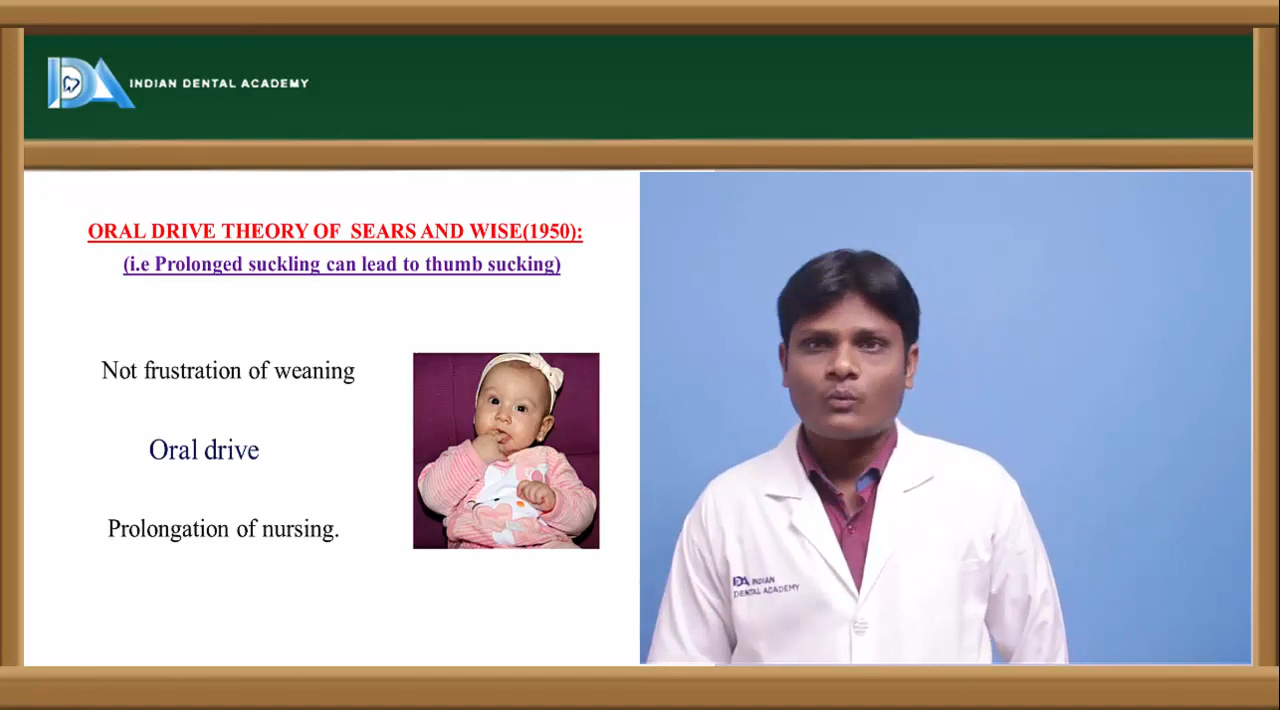 INDIAN DENTAL ACADEMY
ORAL DRIVE THEORY OF SEARS AND WISE(1950):
(i.e Prolonged suckling can lead to thumb sucking)
Not frustration of weaning
Oral drive
Prolongation of nursing.
IDA INDIAN
DENTAL ACADEMY